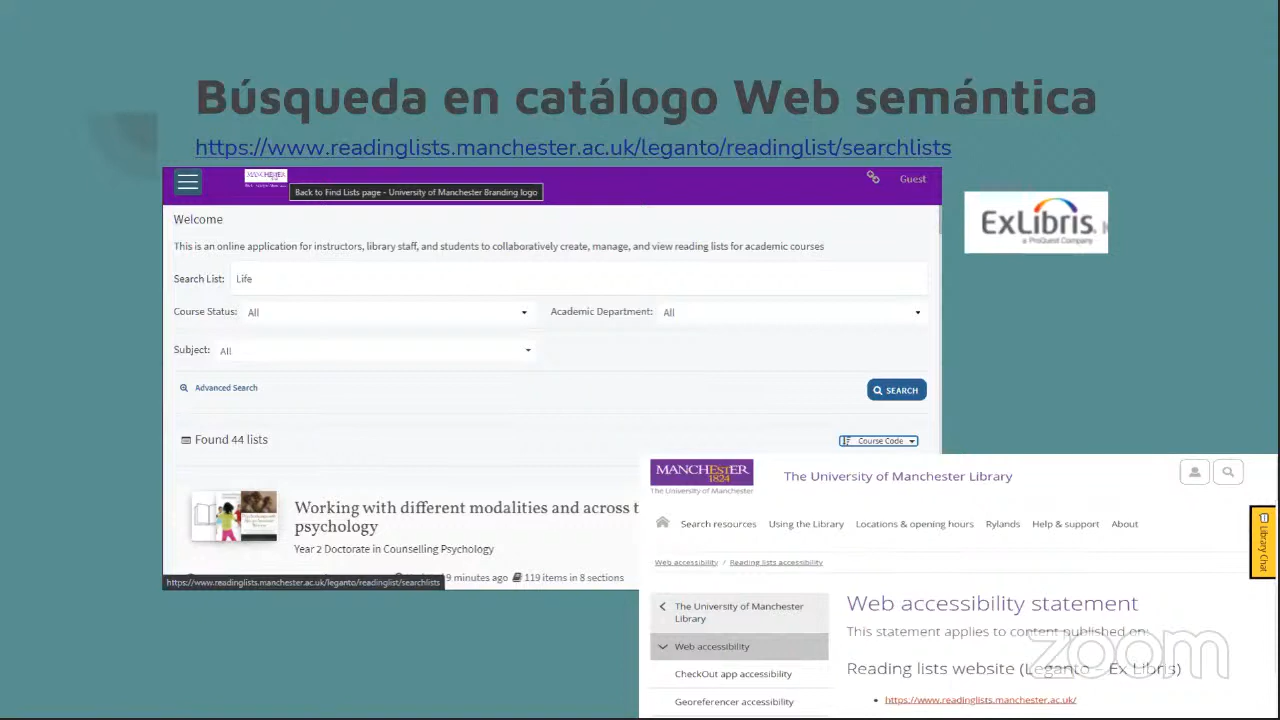 Búsqueda en catálogo Web semántica
https://www.readinglists.manchester.ac.uk/leganto/readinglist/searchlists
MANCHESTER
Back to Find Lists page - University of Manchester Branding logo
Guest
ExLibris
a ProQuest Company
Welcome
This is an online application for instructors, library staff, and students to collaboratively create, manage, and view reading lists for academic courses
Search List: Life
Course Status: All Academic Department: All
Subject: All
Advanced Search
SEARCH
Found 44 lists
Course Code
Working with different modalities and across t
psychology
Year 2 Doctorate in Counselling Psychology
9 minutes ago 119 items in 8 sections
https://www.readinglists.manchester.ac.uk/leganto/readinglist/searchlists
MANCHESTER
1824
The University of Manchester
The University of Manchester Library
Search resources Using the Library Locations & opening hours Rylands Help & support About
Library Chat
Web accessibility / Reading lists accessibility
The University of Manchester
Library
Web accessibility
CheckOut app accessibility
Georeferencer accessibility
Web accessibility statement
This statement applies to content published on:
Reading lists website (Leganto – Ex Libris)
https://www.readinglists.manchester.ac.uk/
zoom